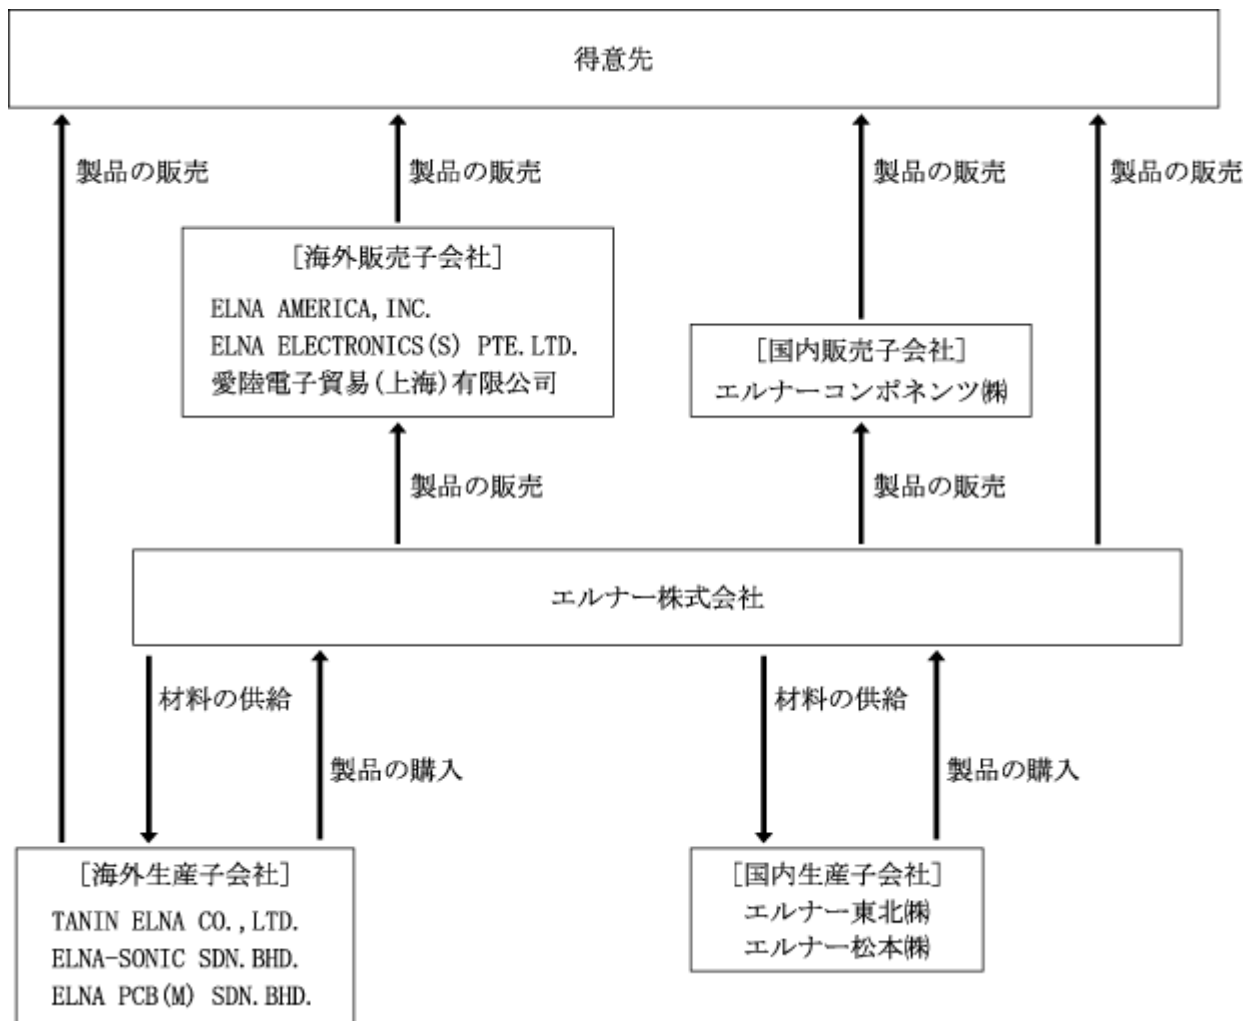 得意先
製品の販売
製品の販売
製品の販売
製品の販売
[海外販売子会社]
ELNA AMERICA,INC.
ELNA ELECTRONICS(S) PTE.LTD.
愛陸電子貿易(上海)有限公司
[国内販売子会社]
エルナーコンポネンツ㈱
製品の販売
製品の販売
エルナー株式会社
材料の供給
材料の供給
製品の購入
製品の購入
[海外生産子会社]
TANIN ELNA CO.,LTD.
ELNA-SONIC SDN.BHD.
ELNA PCB(M) SDN.BHD.
[国内生産子会社]
エルナー東北㈱
エルナー松本㈱